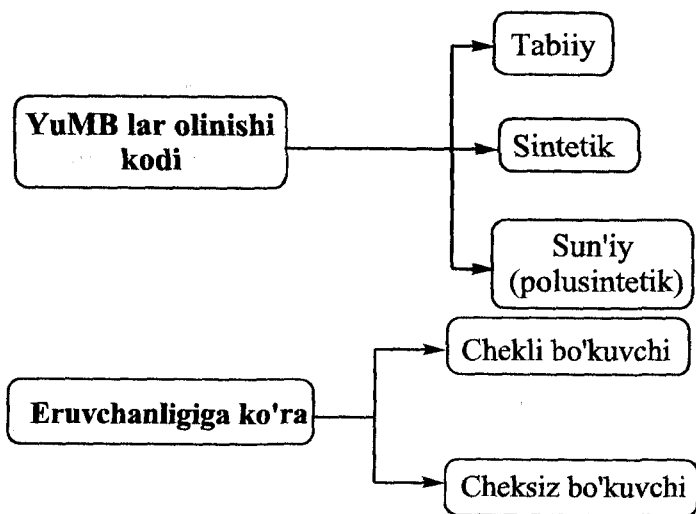 Tabiiy
YuMB lar olinishi
kodi
Sintetik
Sun'iy
(polusintetik)
Chekli bo'kuvchi
Eruvchanligiga ko'ra
Cheksiz bo'kuvchi